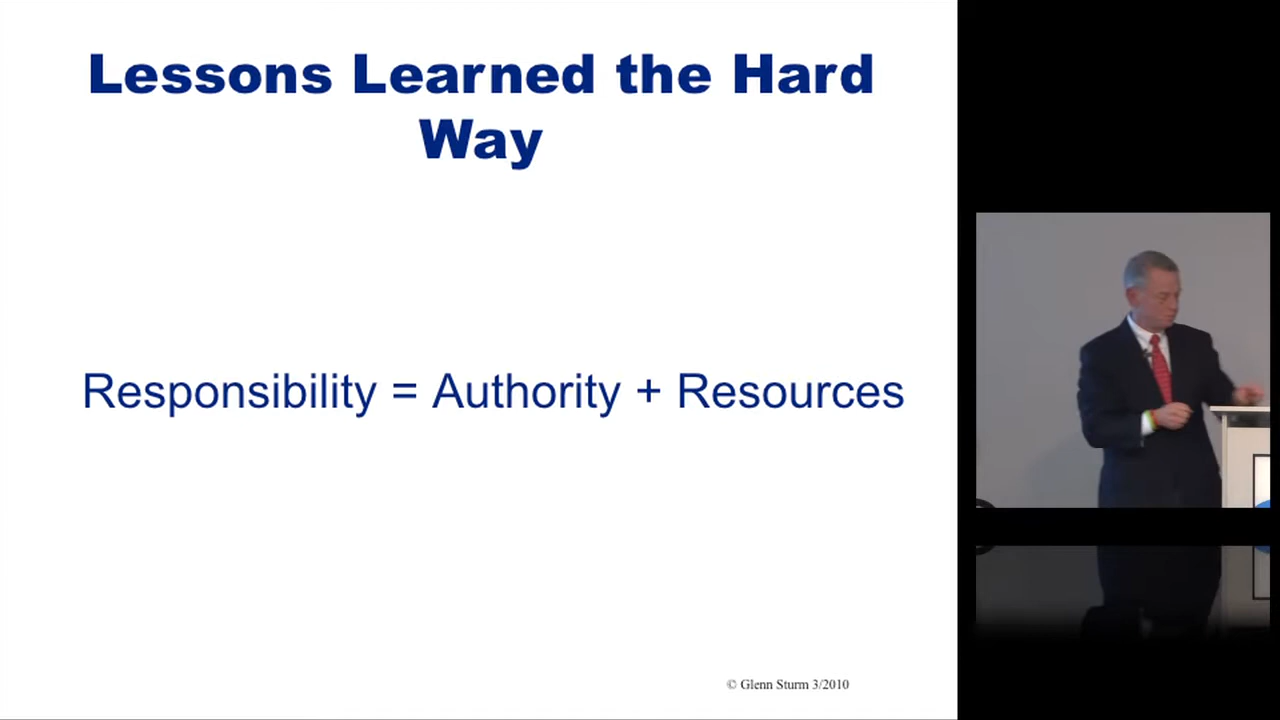 Lessons Learned the Hard
Way
Responsibility = Authority + Resources
© Glenn Sturm 3/2010